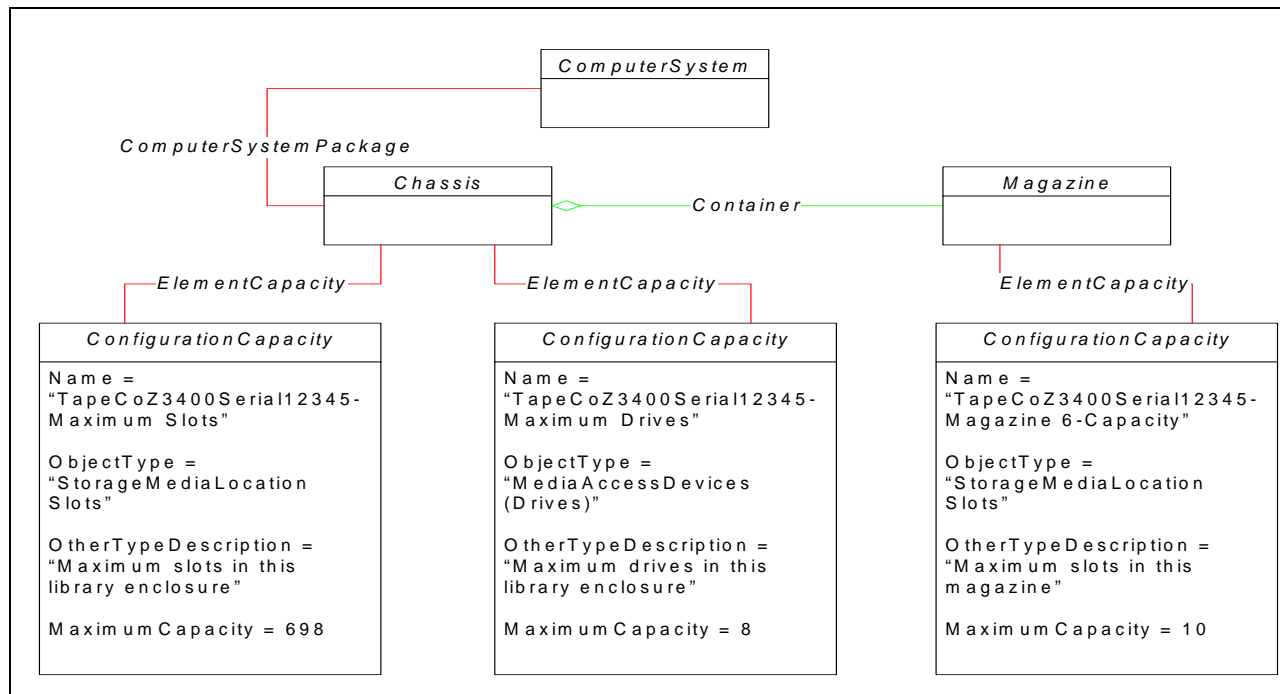 ComputerSystem
ComputerSystemPackage
Chassis
Container
Magazine
ElementCapacity
ElementCapacity
ElementCapacity
ConfigurationCapacity
Name =
“TapeCoZ3400Serial12345-
Maximum Slots”
ObjectType =
“StorageMediaLocation
Slots”
OtherTypeDescription =
“Maximum slots in this
library enclosure”
MaximumCapacity = 698
ConfigurationCapacity
Name =
“TapeCoZ3400Serial12345-
Maximum Drives”
ObjectType =
“MediaAccessDevices
(Drives)”
OtherTypeDescription =
“Maximum drives in this
library enclosure”
MaximumCapacity = 8
ConfigurationCapacity
Name =
“TapeCoZ3400Serial12345-
Magazine 6-Capacity”
ObjectType =
“StorageMediaLocation
Slots”
OtherTypeDescription =
“Maximum slots in this
magazine”
MaximumCapacity = 10